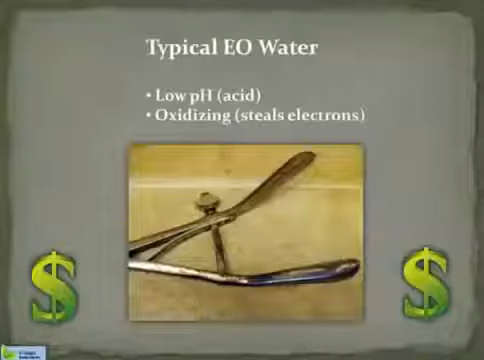 Typical EO Water
• Low pH (acid)
• Oxidizing (steals electrons)
$ $